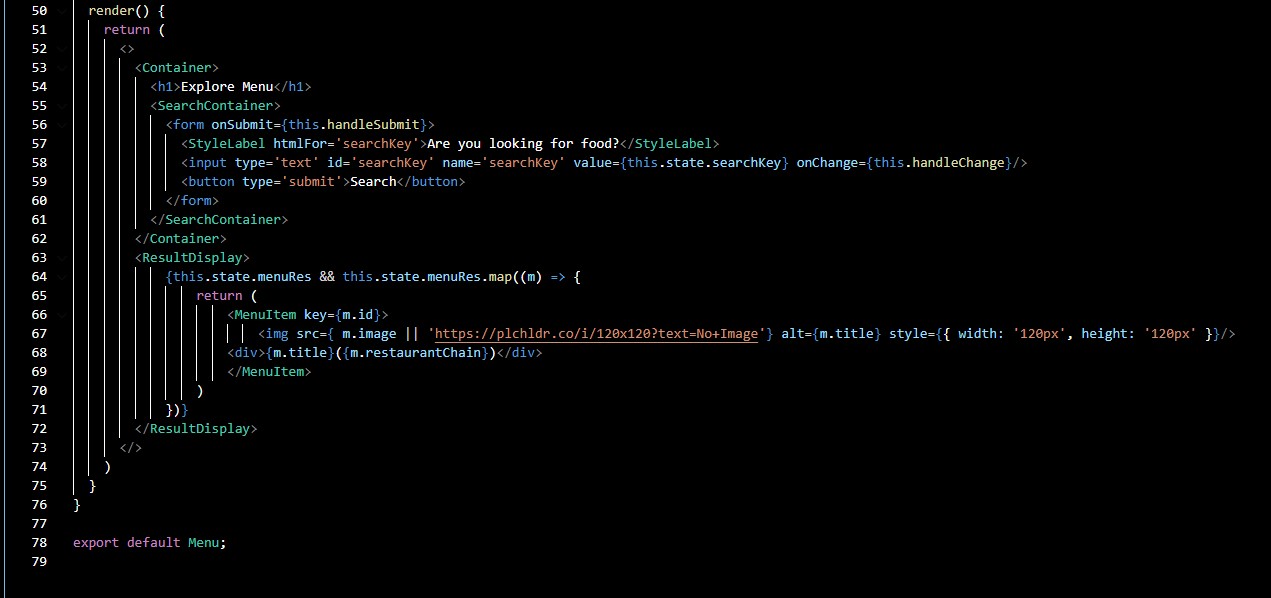 50 render() {
51 return (
52 <>
53 <Container>
54 <h1>Explore Menu</h1>
55 <SearchContainer>
56 <form onSubmit={this.handleSubmit}>
57 <StyleLabel htmlFor='searchKey'>Are you looking for food?</StyleLabel>
58 <input type='text' id='searchKey' name='searchKey' value={this.state.searchKey} onChange={this.handleChange}/>
59 <button type='submit'>Search</button>
60 </form>
61 </SearchContainer>
62 </Container>
63 <ResultDisplay>
64 {this.state.menuRes && this.state.menuRes.map((m) => {
65 return (
66 <MenuItem key={m.id}>
67 <img src={ m.image || 'https://plchldr.co/i/120x120?text=No+Image'} alt={m.title} style={{ width: '120px', height: '120px' }}/>
68 <div>{m.title}({m.restaurantChain})</div>
69 </MenuItem>
70 )
71 })}
72 </ResultDisplay>
73 </>
74 )
75 }
76 }
77
78 export default Menu;
79